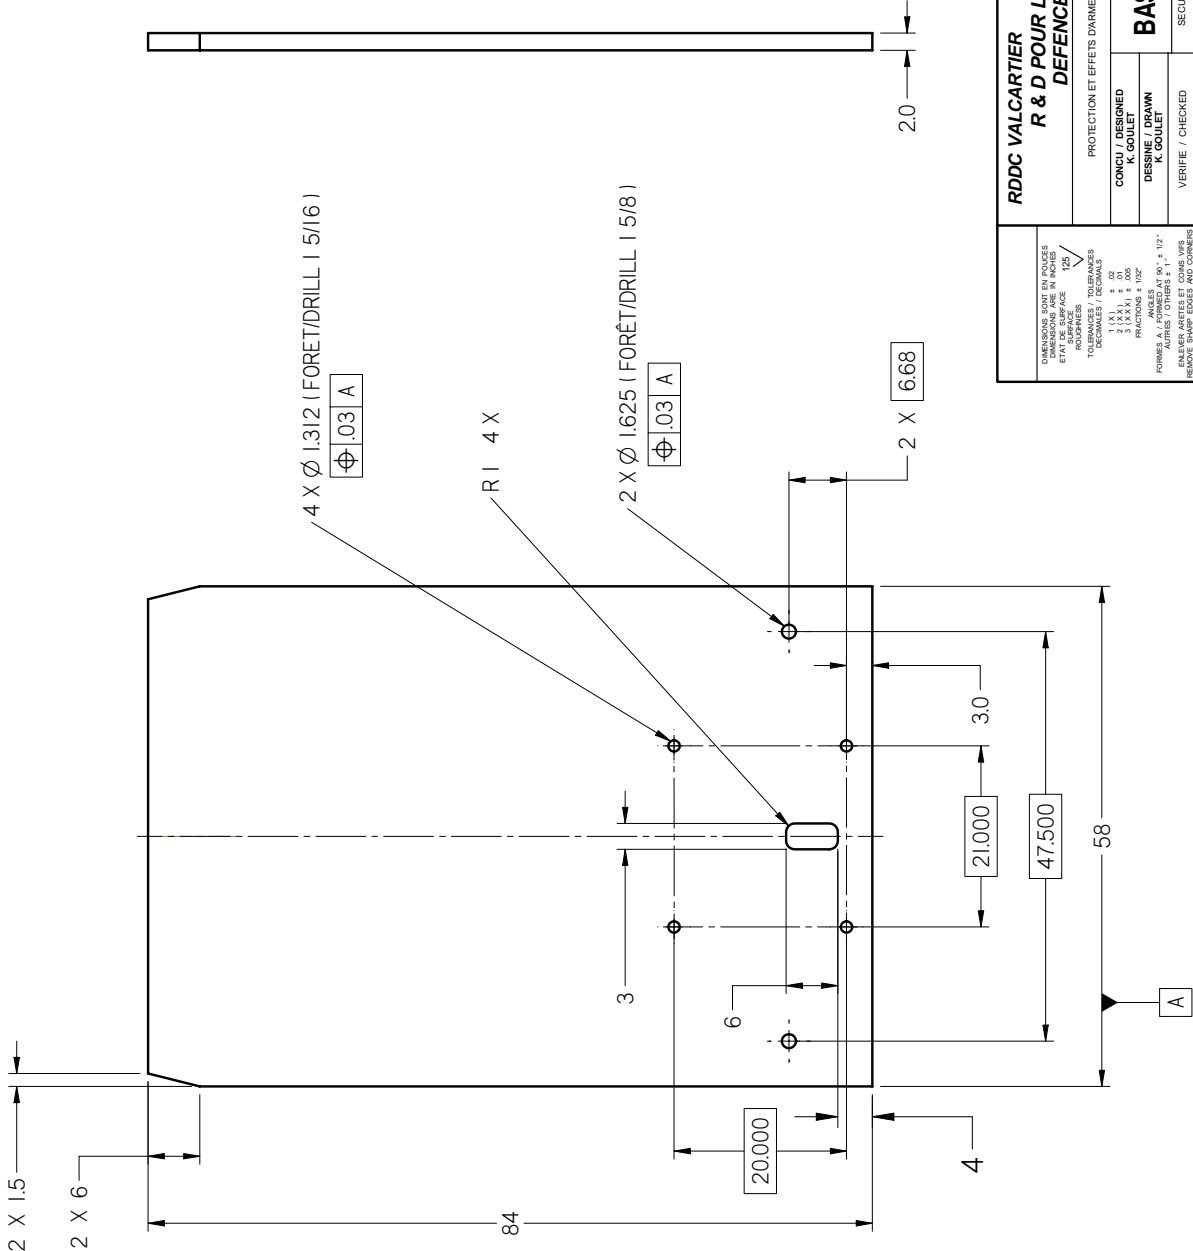 2.0
4 X Ø 1.312 ( FORET/DRILL 1 5/16 )
⌖ .03 A
R 1 4 X
2 X Ø 1.625 ( FORÊT/DRILL 1 5/8 )
⌖ .03 A
2 X 6.68
2 X 1.5
2 X 6
84
20.000
4
3
6
3.0
21.000
47.500
58
A
RDDC VALCARTIER
R & D POUR L
DEFENCE
PROTECTION ET EFFETS D'ARME
CONCU / DESIGNED
K. GOULET
DESSINE / DRAWN
K. GOULET
VERIFIE / CHECKED
BAS
SECU
DIMENSIONS SONT EN POUCES
DIMENSIONS ARE IN INCHES
ETAT DE SURFACE
SURFACE
ROUGHNESS
125
TOLERANCES / TOLERANCES
DECIMALES / DECIMALS
1 ( X ) ± .02
2 ( X X ) ± .01
3 ( X X X ) ± .005
FRACTIONS ± 1/32"
ANGLES
FORMES A / FORMED AT 90° ± 1/2°
AUTRES / OTHERS ± 1°
ENLEVER ARETES ET COINS VIFS
REMOVE SHARP EDGES AND CORNERS